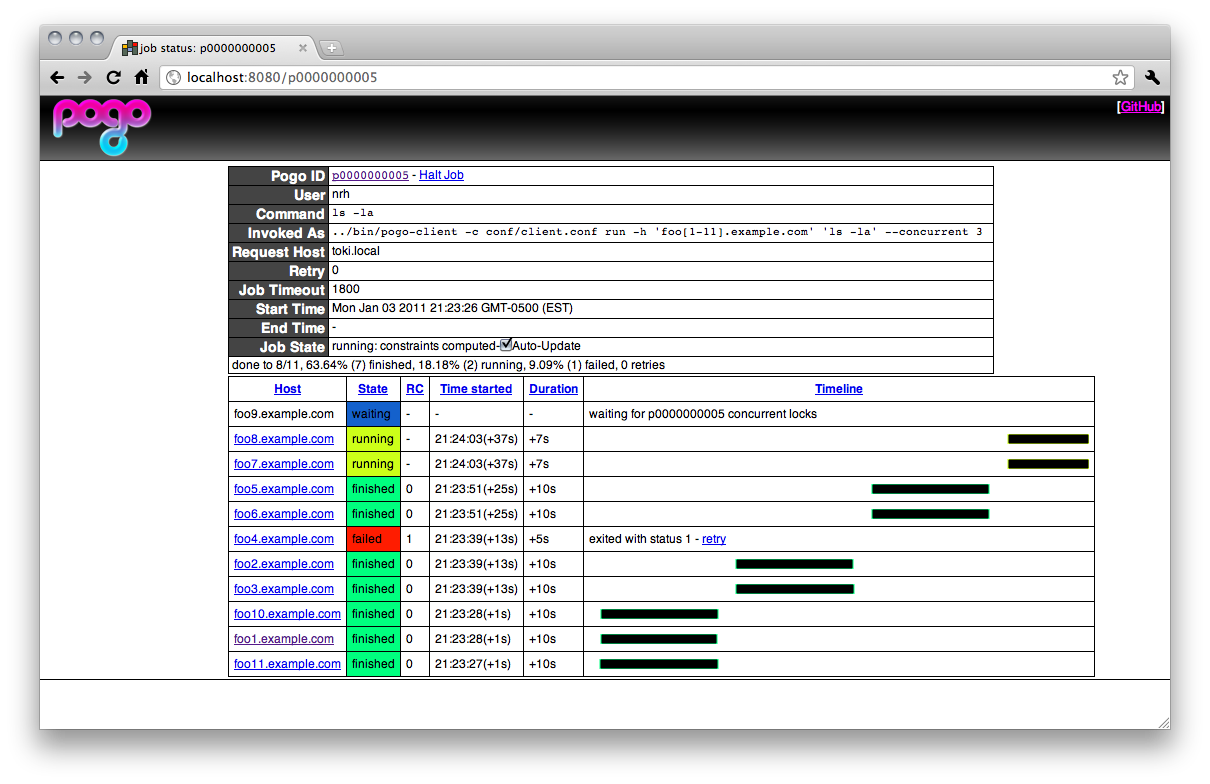 job status: p0000000005
localhost:8080/p0000000005
pogo
[GitHub]
Pogo ID p0000000005 - Halt Job
User nrh
Command ls -la
Invoked As ../bin/pogo-client -c conf/client.conf run -h 'foo[1-11].example.com' 'ls -la' --concurrent 3
Request Host toki.local
Retry 0
Job Timeout 1800
Start Time Mon Jan 03 2011 21:23:26 GMT-0500 (EST)
End Time -
Job State running: constraints computed-Auto-Update
done to 8/11, 63.64% (7) finished, 18.18% (2) running, 9.09% (1) failed, 0 retries
Host State RC Time started Duration Timeline
foo9.example.com waiting - - - waiting for p0000000005 concurrent locks
foo8.example.com running - 21:24:03(+37s) +7s
foo7.example.com running - 21:24:03(+37s) +7s
foo5.example.com finished 0 21:23:51(+25s) +10s
foo6.example.com finished 0 21:23:51(+25s) +10s
foo4.example.com failed 1 21:23:39(+13s) +5s exited with status 1 - retry
foo2.example.com finished 0 21:23:39(+13s) +10s
foo3.example.com finished 0 21:23:39(+13s) +10s
foo10.example.com finished 0 21:23:28(+1s) +10s
foo1.example.com finished 0 21:23:28(+1s) +10s
foo11.example.com finished 0 21:23:27(+1s) +10s